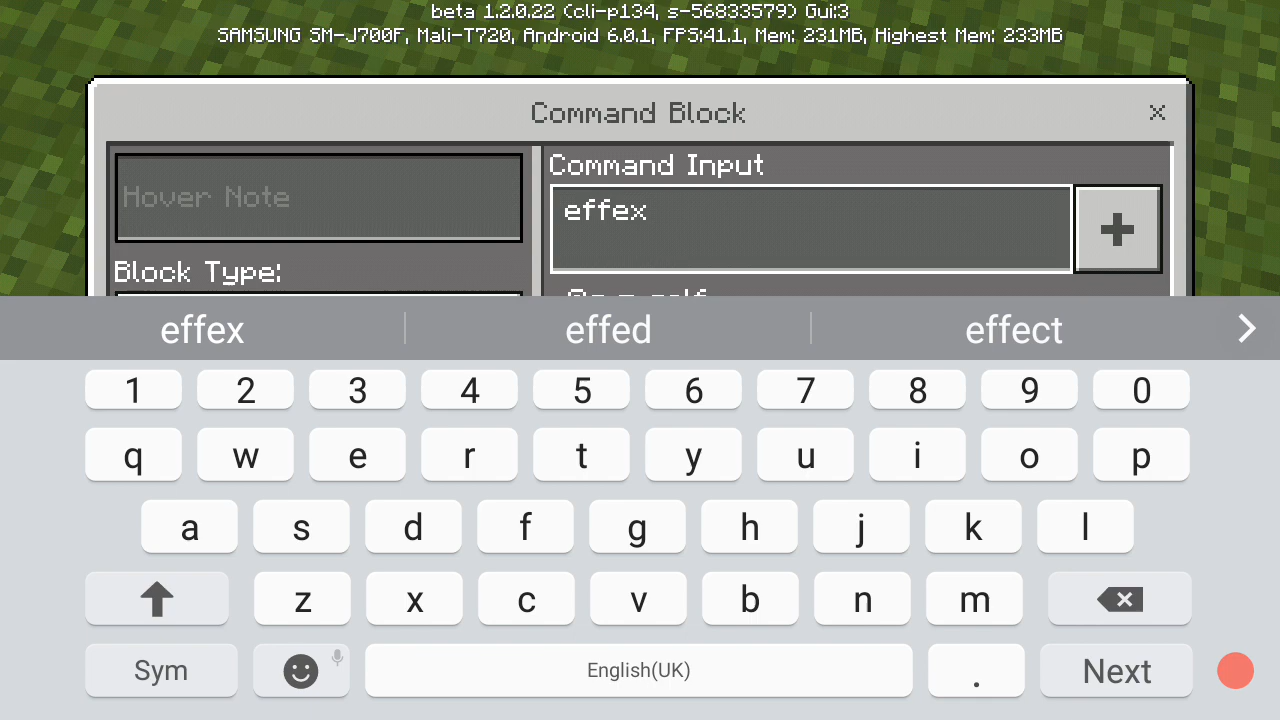 beta 1.2.0.22 (cli-p134, s-56833579) Gui:3
SAMSUNG SM-J700F, Mali-T720, Android 6.0.1, FPS:41.1, Mem: 231MB, Highest Mem: 233MB
Command Block
Hover Note
Command Input
effex
Block Type:
effex effed effect
1 2 3 4 5 6 7 8 9 0
q w e r t y u i o p
a s d f g h j k l
z x c v b n m
Sym English(UK) . Next